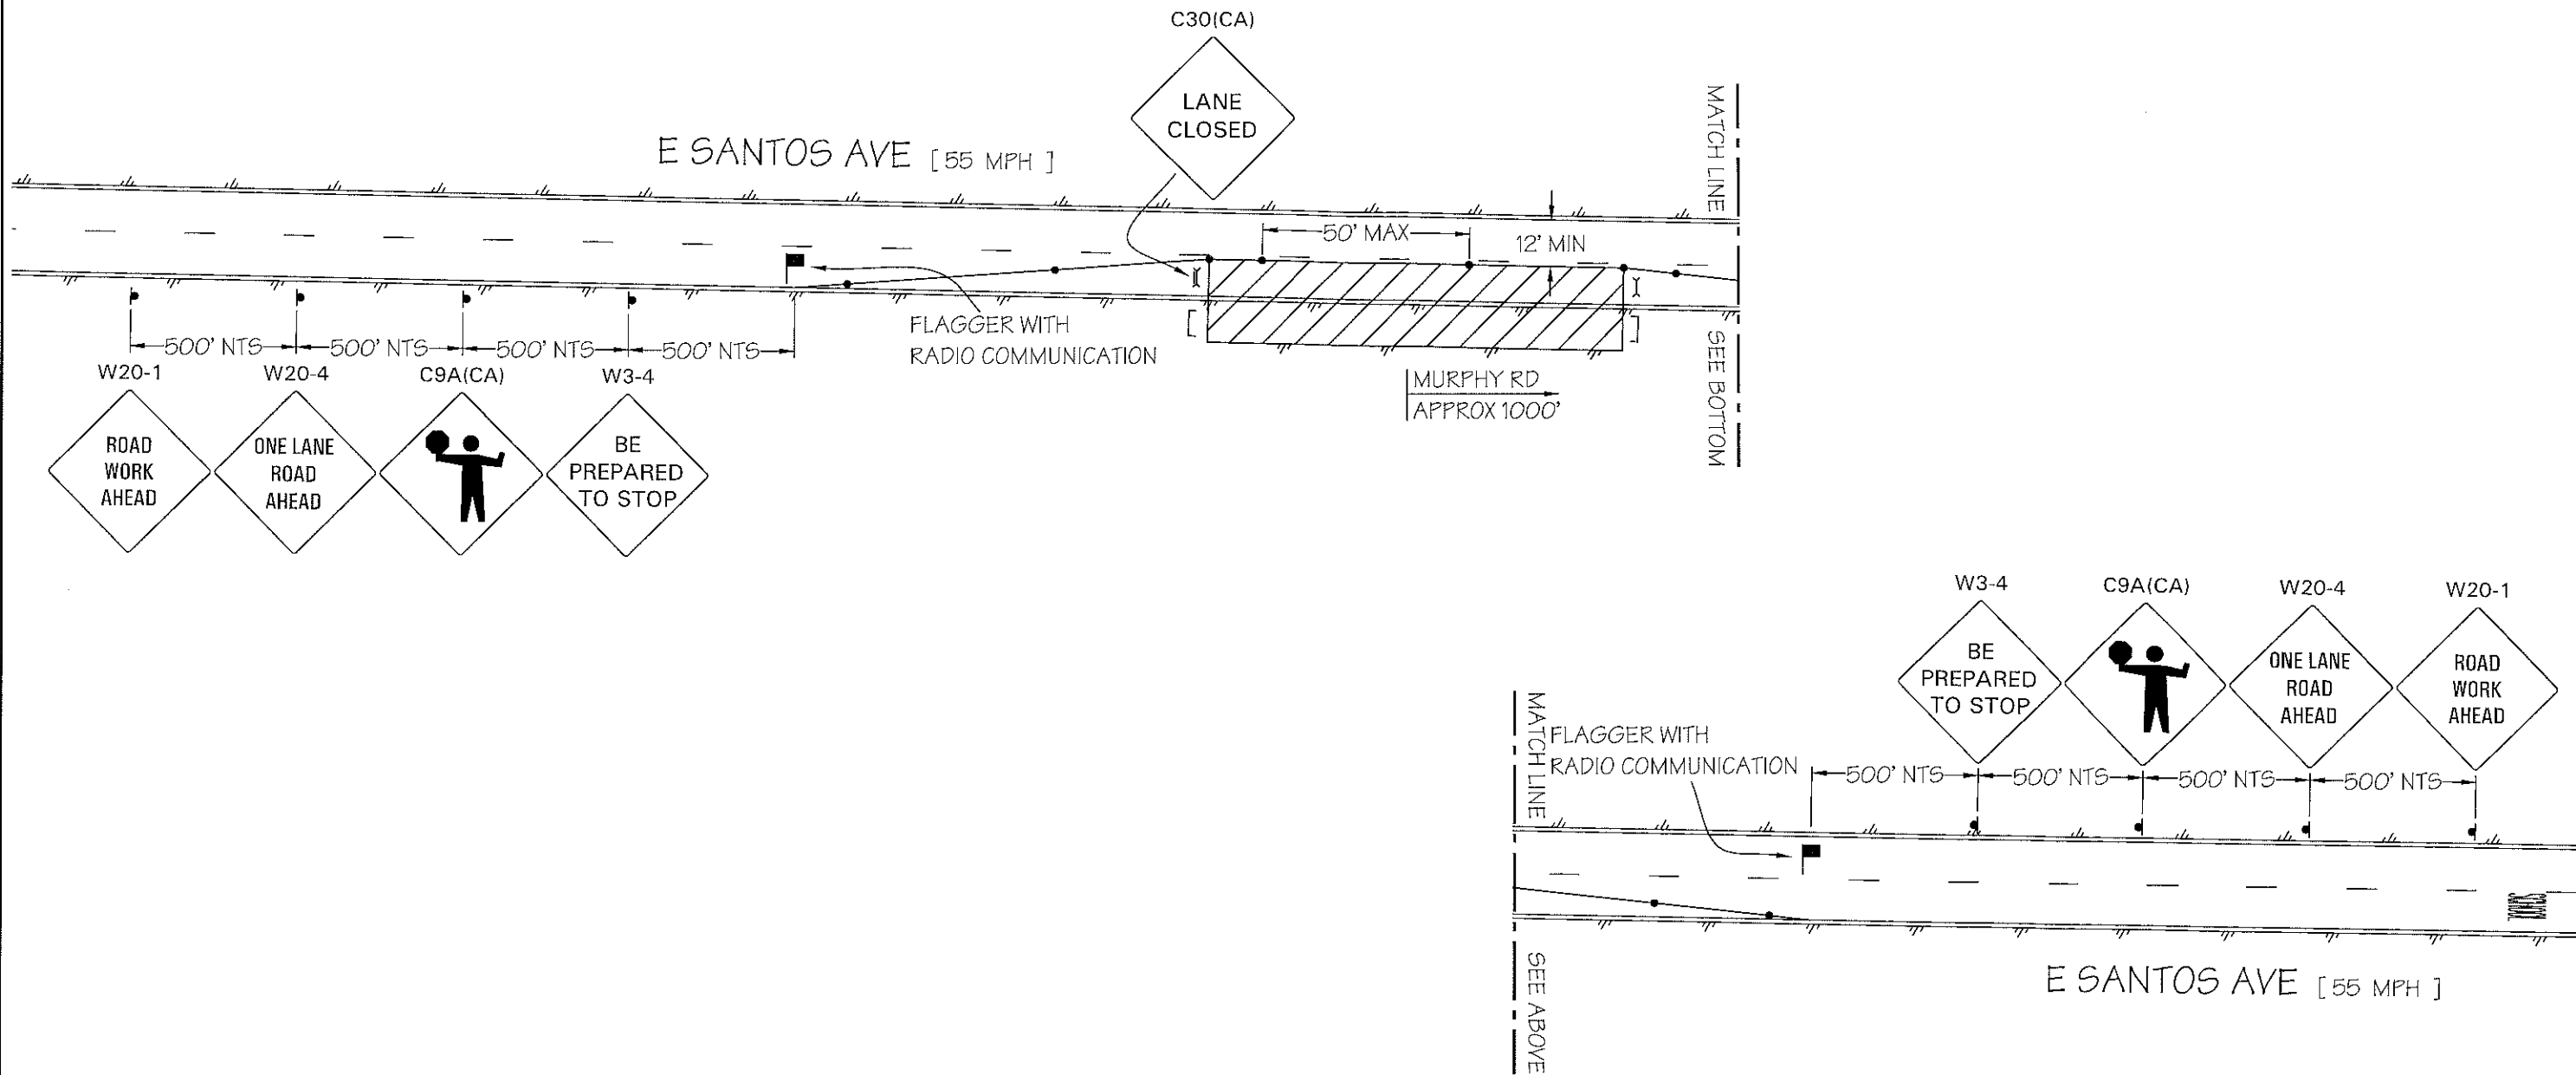 C30(CA)
LANE
CLOSED
E SANTOS AVE [ 55 MPH ]
MATCH LINE
50' MAX
12' MIN
FLAGGER WITH
RADIO COMMUNICATION
500' NTS
500' NTS
500' NTS
500' NTS
W20-1
W20-4
C9A(CA)
W3-4
ROAD
WORK
AHEAD
ONE LANE
ROAD
AHEAD
BE
PREPARED
TO STOP
MURPHY RD
APPROX 1000'
SEE BOTTOM
W3-4
C9A(CA)
W20-4
W20-1
BE
PREPARED
TO STOP
ONE LANE
ROAD
AHEAD
ROAD
WORK
AHEAD
MATCH LINE
FLAGGER WITH
RADIO COMMUNICATION
500' NTS
500' NTS
500' NTS
500' NTS
SEE ABOVE
E SANTOS AVE [ 55 MPH ]